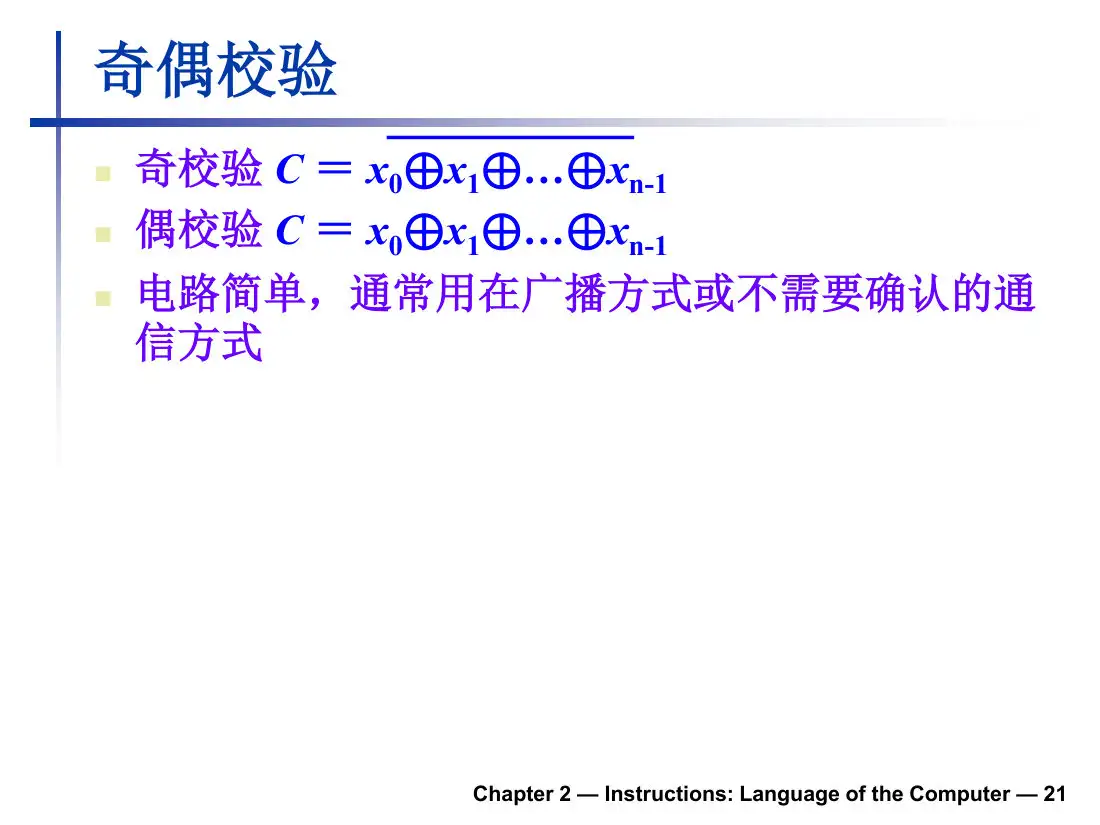 奇偶校验
奇校验 C = x̅₀⊕x₁⊕…⊕xₙ₋₁
偶校验 C = x₀⊕x₁⊕…⊕xₙ₋₁
电路简单，通常用在广播方式或不需要确认的通
信方式
Chapter 2 — Instructions: Language of the Computer — 21